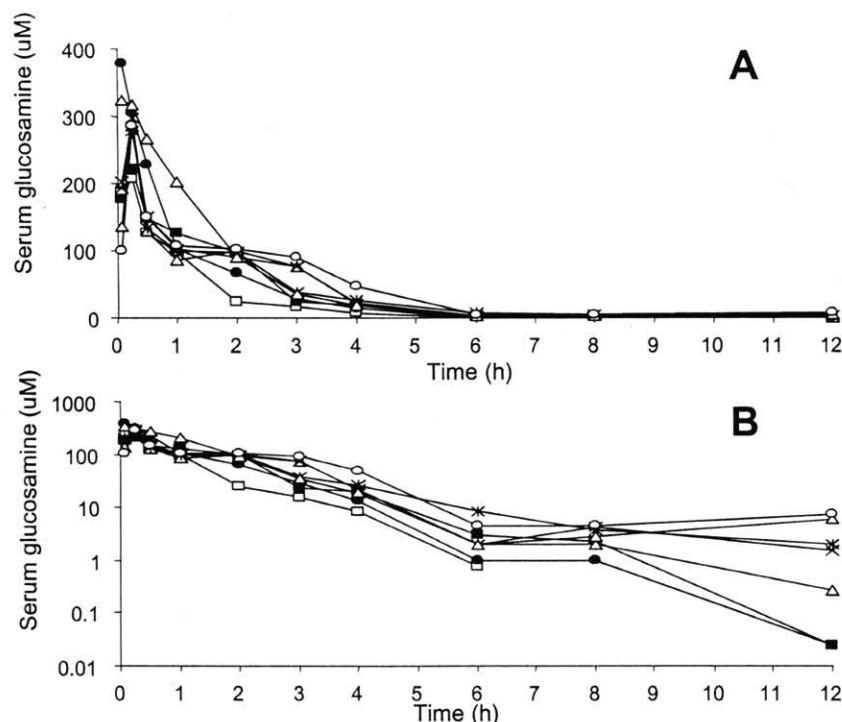 A
Serum glucosamine (uM)
400
300
200
100
0
0 1 2 3 4 5 6 7 8 9 10 11 12
Time (h)
B
Serum glucosamine (uM)
1000
100
10
1
0.1
0.01
0 1 2 3 4 5 6 7 8 9 10 11 12
Time (h)